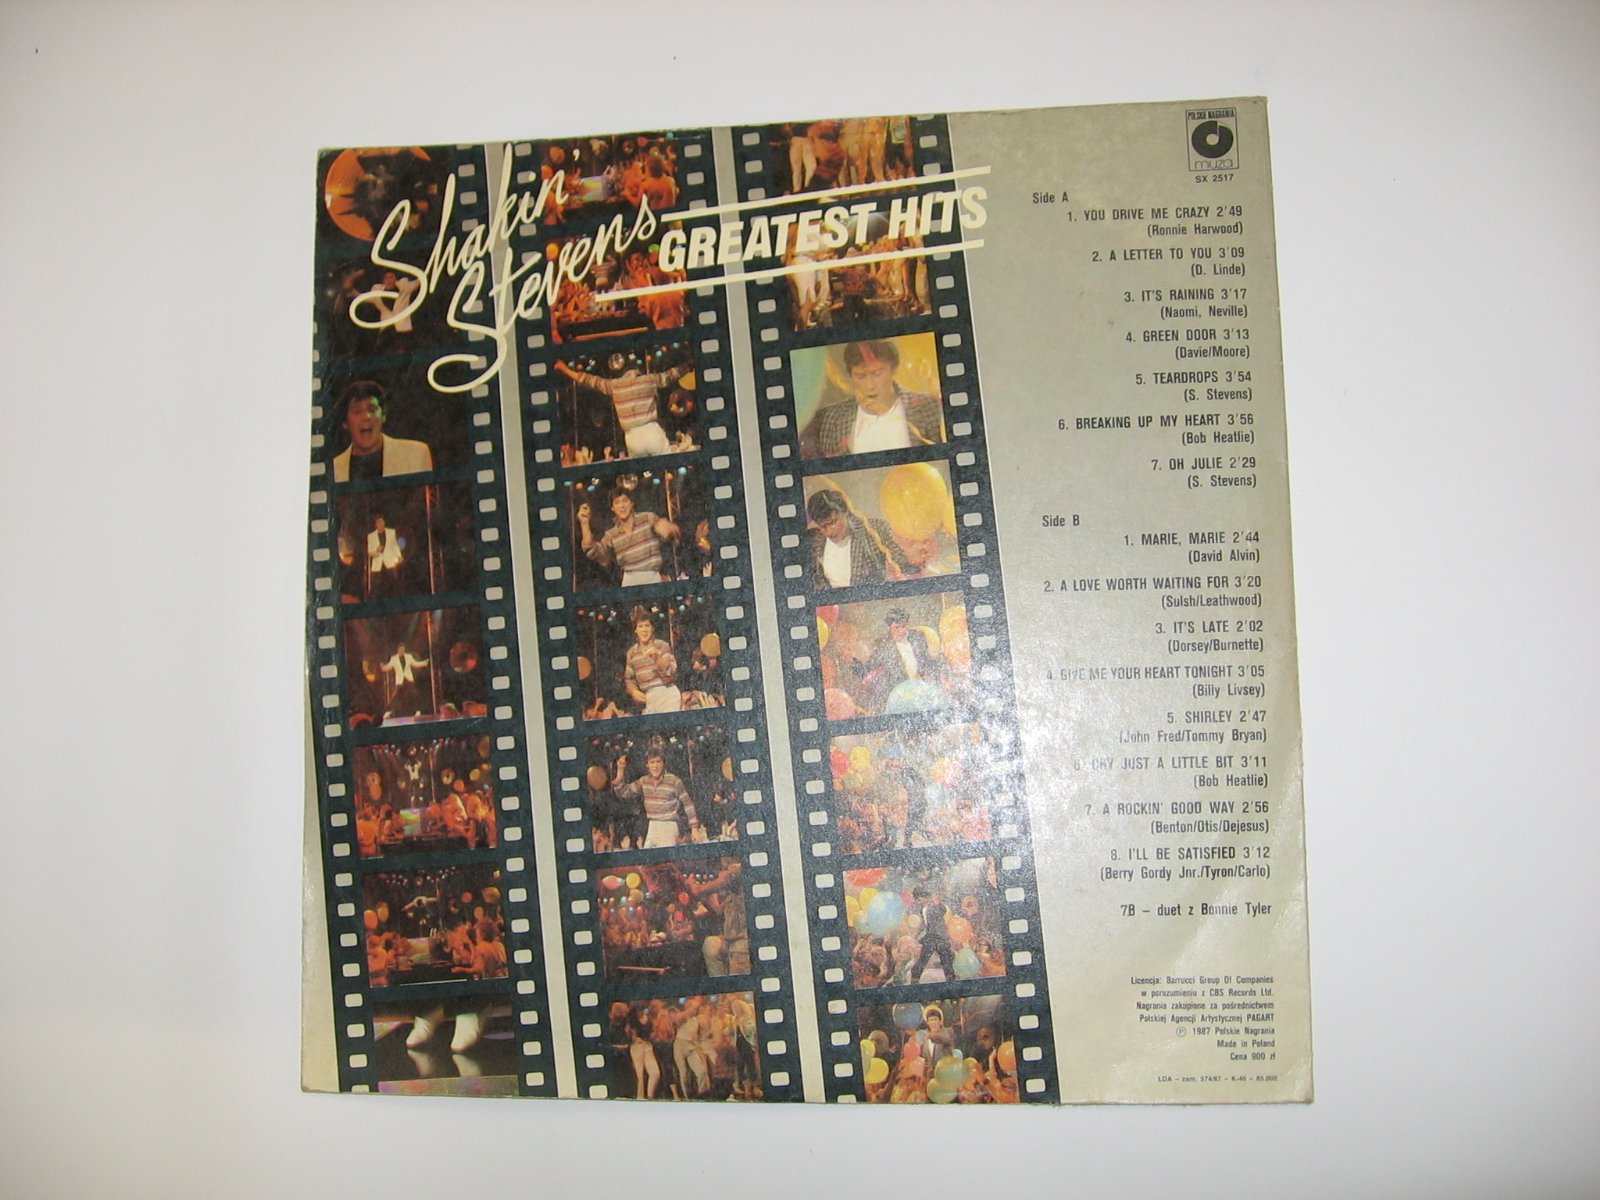 Shakin'
Stevens
GREATEST HITS
POLSKIE NAGRANIA
muza
SX 2517
Side A
1. YOU DRIVE ME CRAZY 2'49
(Ronnie Harwood)
2. A LETTER TO YOU 3'09
(D. Linde)
3. IT'S RAINING 3'17
(Naomi, Neville)
4. GREEN DOOR 3'13
(Davie/Moore)
5. TEARDROPS 3'54
(S. Stevens)
6. BREAKING UP MY HEART 3'56
(Bob Heatlie)
7. OH JULIE 2'29
(S. Stevens)
Side B
1. MARIE, MARIE 2'44
(David Alvin)
2. A LOVE WORTH WAITING FOR 3'20
(Sulsh/Leathwood)
3. IT'S LATE 2'02
(Dorsey/Burnette)
4. GIVE ME YOUR HEART TONIGHT 3'05
(Billy Livsey)
5. SHIRLEY 2'47
(John Fred/Tommy Bryan)
6. CRY JUST A LITTLE BIT 3'11
(Bob Heatlie)
7. A ROCKIN' GOOD WAY 2'56
(Benton/Otis/Dejesus)
8. I'LL BE SATISFIED 3'12
(Berry Gordy Jnr./Tyron/Carlo)
7B – duet z Bonnie Tyler
Licencja: Barrucci Group Of Companies
w porozumieniu z CBS Records Ltd.
Nagrania zakupione za pośrednictwem
Polskiej Agencji Artystycznej PAGART
Ⓟ 1987 Polskie Nagrania
Made in Poland
Cena 900 zł
LDA – zam. 574/87 – K-46 – 85.000